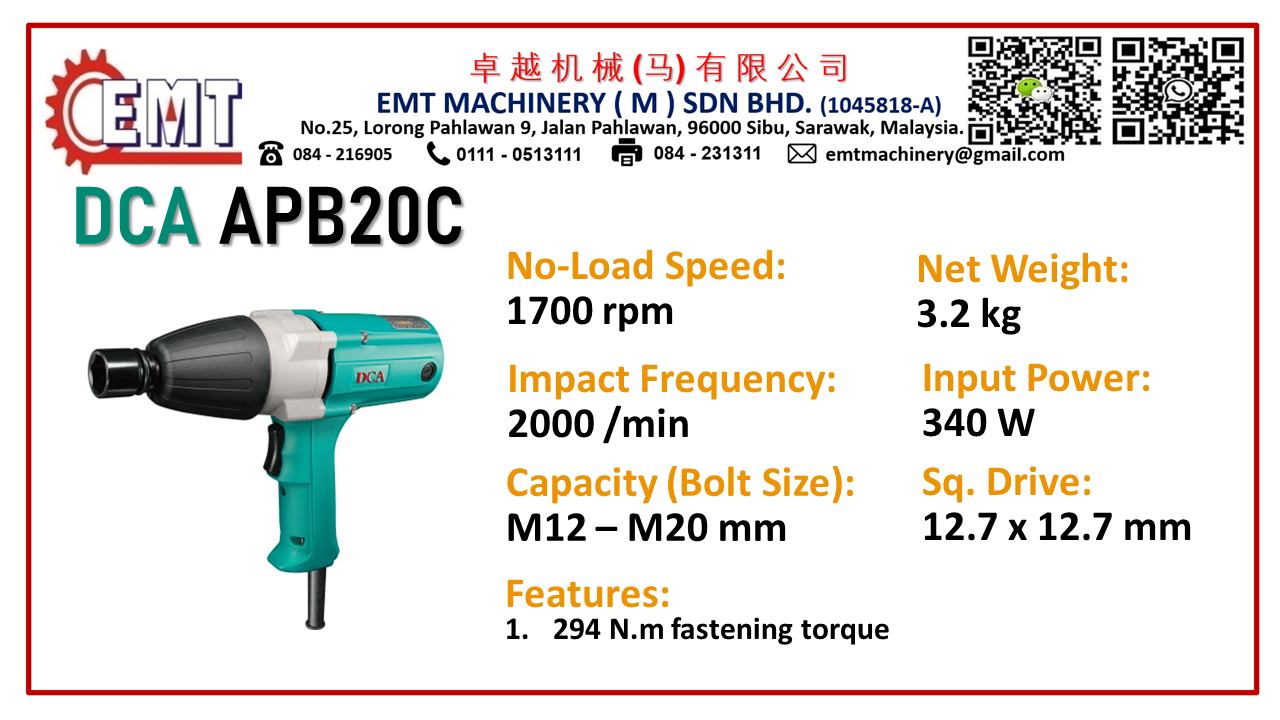 EMT
卓越机械(马)有限公司
EMT MACHINERY ( M ) SDN BHD. (1045818-A)
No.25, Lorong Pahlawan 9, Jalan Pahlawan, 96000 Sibu, Sarawak, Malaysia.
084 - 216905 0111 - 0513111 084 - 231311 emtmachinery@gmail.com
DCA APB20C
No-Load Speed:
1700 rpm
Net Weight:
3.2 kg
Impact Frequency:
2000 /min
Input Power:
340 W
Capacity (Bolt Size):
M12 – M20 mm
Sq. Drive:
12.7 x 12.7 mm
Features:
1. 294 N.m fastening torque
DCA